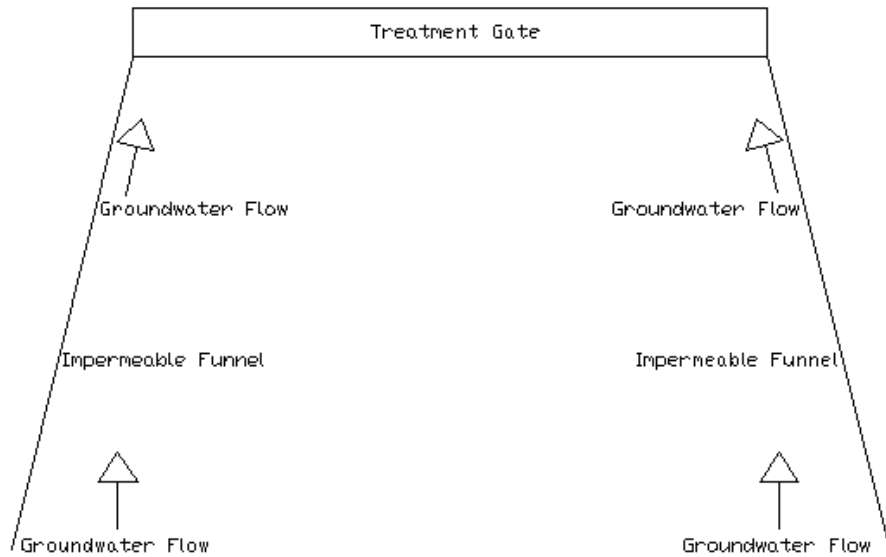 Treatment Gate
Groundwater Flow
Groundwater Flow
Impermeable Funnel
Impermeable Funnel
Groundwater Flow
Groundwater Flow